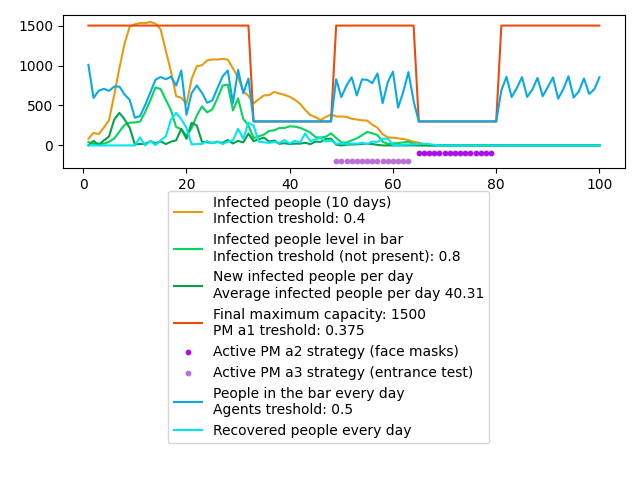 1500
1000
500
0
0
20
40
60
80
100
Infected people (10 days)
Infection treshold: 0.4
Infected people level in bar
Infection treshold (not present): 0.8
New infected people per day
Average infected people per day 40.31
Final maximum capacity: 1500
PM a1 treshold: 0.375
Active PM a2 strategy (face masks)
Active PM a3 strategy (entrance test)
People in the bar every day
Agents treshold: 0.5
Recovered people every day